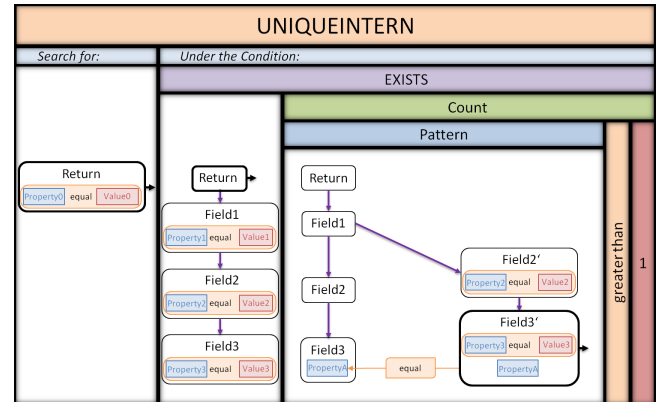 UNIQUEINTERN
Search for:
Under the Condition:
EXISTS
Count
Pattern
greater than
1
Return
Property0 equal Value0
Return
Field1
Property1 equal Value1
Field2
Property2 equal Value2
Field3
Property3 equal Value3
Return
Field1
Field2
Field3
PropertyA
equal
Field2‘
Property2 equal Value2
Field3‘
Property3 equal Value3
PropertyA